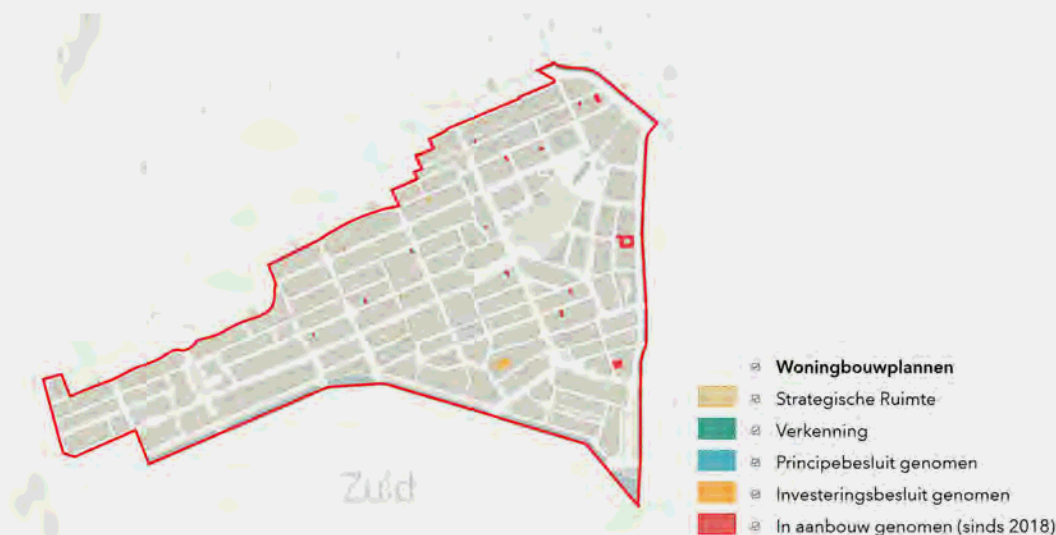 Zuid
Woningbouwplannen
Strategische Ruimte
Verkenning
Principebesluit genomen
Investeringsbesluit genomen
In aanbouw genomen (sinds 2018)